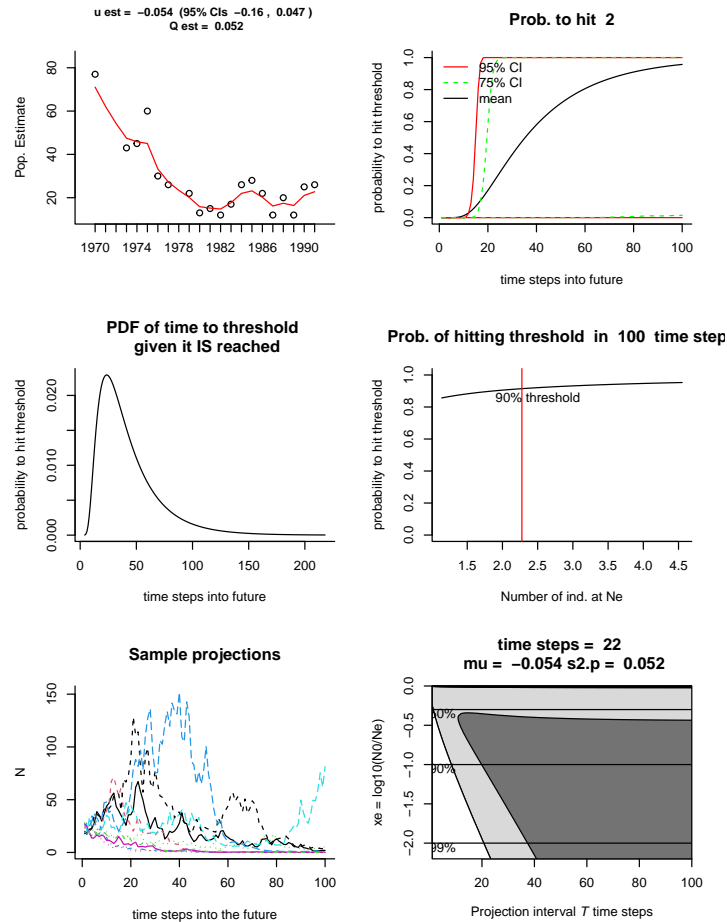 u est = −0.054 (95% CIs −0.16 , 0.047 )
Q est = 0.052
Pop. Estimate
80
60
40
20
1970 1974 1978 1982 1986 1990
Prob. to hit 2
probability to hit threshold
1.0
0.8
0.6
0.4
0.2
0.0
95% CI
75% CI
mean
0 20 40 60 80 100
time steps into future
PDF of time to threshold
given it IS reached
probability to hit threshold
0.020
0.010
0.000
0 50 100 150 200
time steps into future
Prob. of hitting threshold in 100 time step
probability to hit threshold
1.0
0.8
0.6
0.4
0.2
0.0
90% threshold
1.5 2.0 2.5 3.0 3.5 4.0 4.5
Number of ind. at Ne
Sample projections
N
150
100
50
0
0 20 40 60 80 100
time steps into the future
time steps = 22
mu = −0.054 s2.p = 0.052
xe = log10(N0/Ne)
0.0
−0.5
−1.0
−1.5
−2.0
90%
99%
20 40 60 80 100
Projection interval T time steps